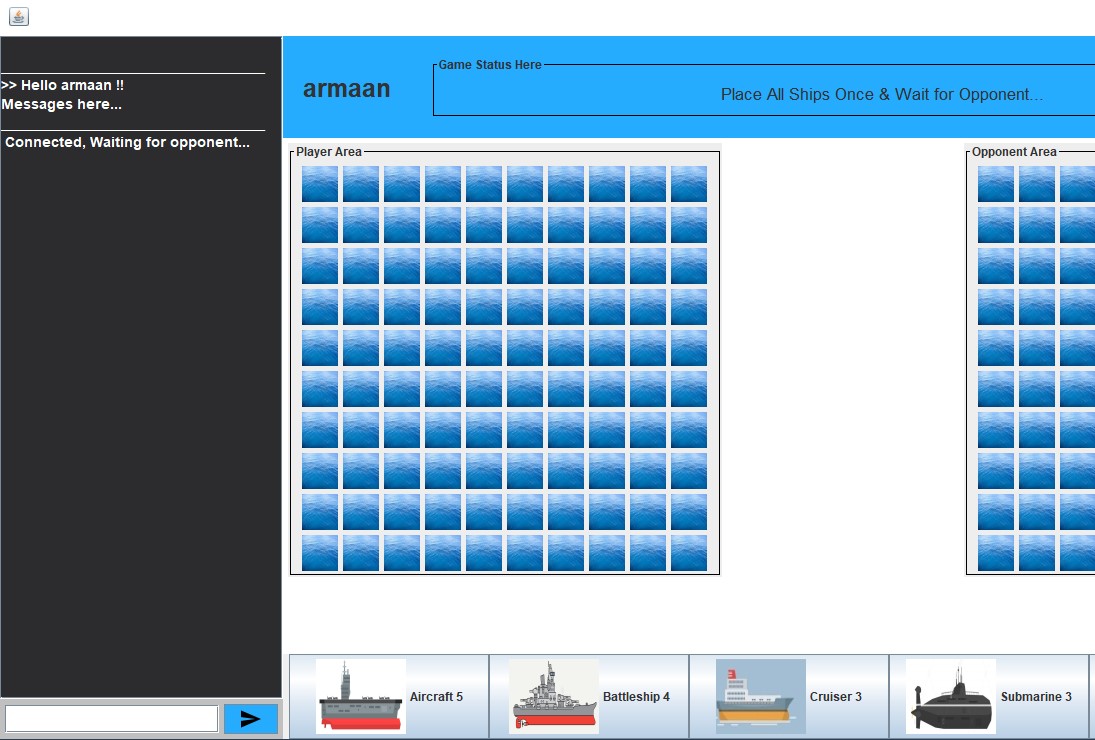 >> Hello armaan !!
Messages here...
Connected, Waiting for opponent...
armaan
Game Status Here
Place All Ships Once & Wait for Opponent...
Player Area
Opponent Area
Aircraft 5
Battleship 4
Cruiser 3
Submarine 3